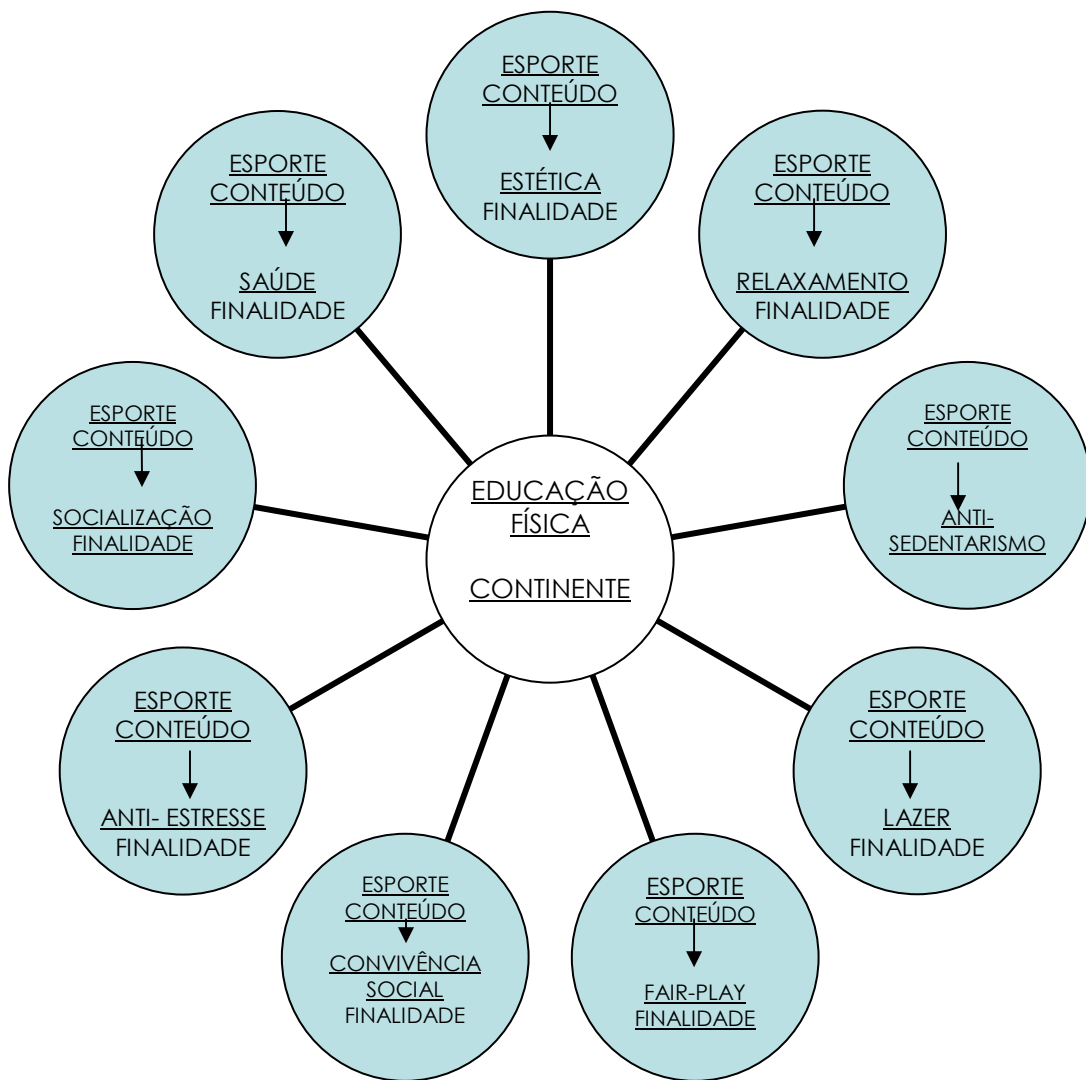 ESPORTE
CONTEÚDO
ESTÉTICA
FINALIDADE
ESPORTE
CONTEÚDO
RELAXAMENTO
FINALIDADE
ESPORTE
CONTEÚDO
ANTI-
SEDENTARISMO
ESPORTE
CONTEÚDO
LAZER
FINALIDADE
ESPORTE
CONTEÚDO
FAIR-PLAY
FINALIDADE
ESPORTE
CONTEÚDO
CONVIVÊNCIA
SOCIAL
FINALIDADE
ESPORTE
CONTEÚDO
ANTI- ESTRESSE
FINALIDADE
ESPORTE
CONTEÚDO
SOCIALIZAÇÃO
FINALIDADE
ESPORTE
CONTEÚDO
SAÚDE
FINALIDADE
EDUCAÇÃO
FÍSICA
CONTINENTE